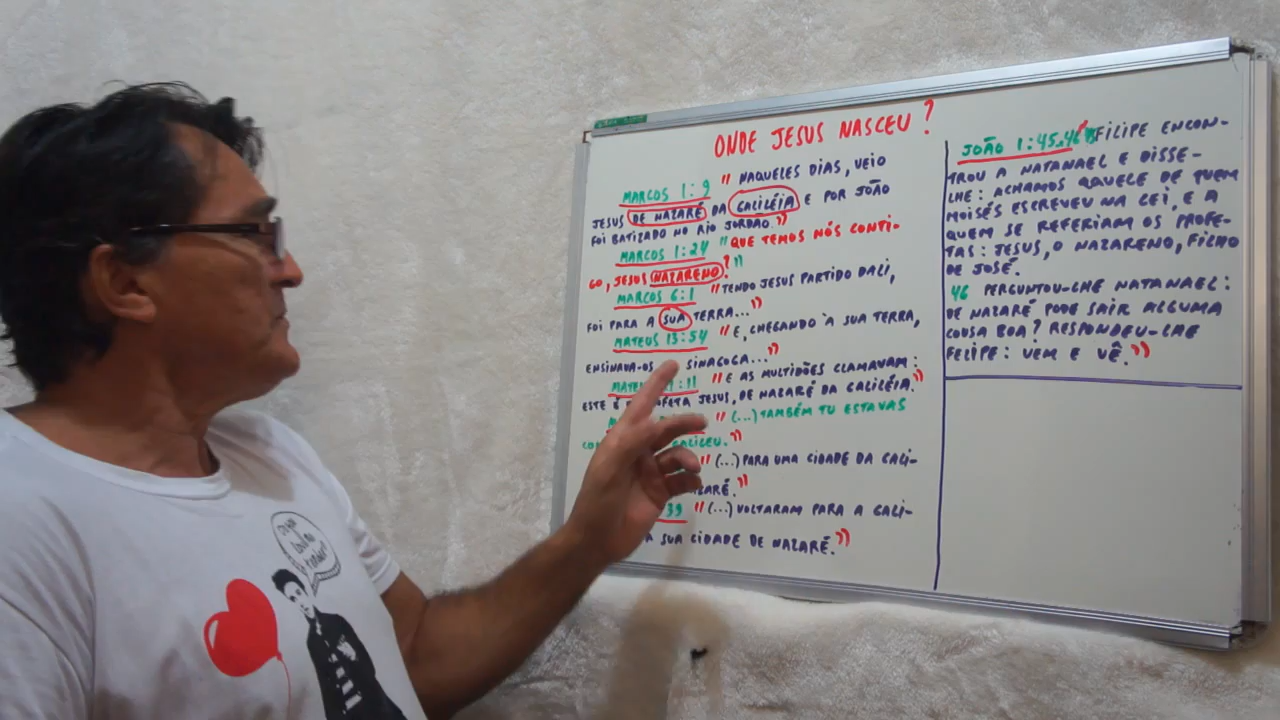 ONDE JESUS NASCEU?
MARCOS 1:9 "NAQUELES DIAS, VEIO
JESUS DE NAZARÉ DA GALILÉIA E POR JOÃO
FOI BATIZADO NO RIO JORDÃO."
MARCOS 1:24 "QUE TEMOS NÓS CONTI-
GO, JESUS NAZARENO?"
MARCOS 6:1 "TENDO JESUS PARTIDO DALI,
FOI PARA A SUA TERRA..."
MATEUS 13:54 "E, CHEGANDO À SUA TERRA,
ENSINAVA-OS SINAGOGA..."
:11 "E AS MULTIDÕES CLAMAVAM:
ESTE É JESUS, DE NAZARÉ DA GALILÉIA."
"(...) TAMBÉM TU ESTAVAS
GALILEU."
"(...) PARA UMA CIDADE DA GALI-
ZARÉ."
39 "(...) VOLTARAM PARA A GALI-
A SUA CIDADE DE NAZARÉ."
JOÃO 1:45,46 "FILIPE ENCON-
TROU A NATANAEL E DISSE-
LHE: ACHAMOS AQUELE DE QUEM
MOISÉS ESCREVEU NA LEI, E A
QUEM SE REFERIAM OS PROFE-
TAS: JESUS, O NAZARENO, FILHO
DE JOSÉ.
46 PERGUNTOU-LHE NATANAEL:
DE NAZARÉ PODE SAIR ALGUMA
COUSA BOA? RESPONDEU-LHE
FELIPE: VEM E VÊ."